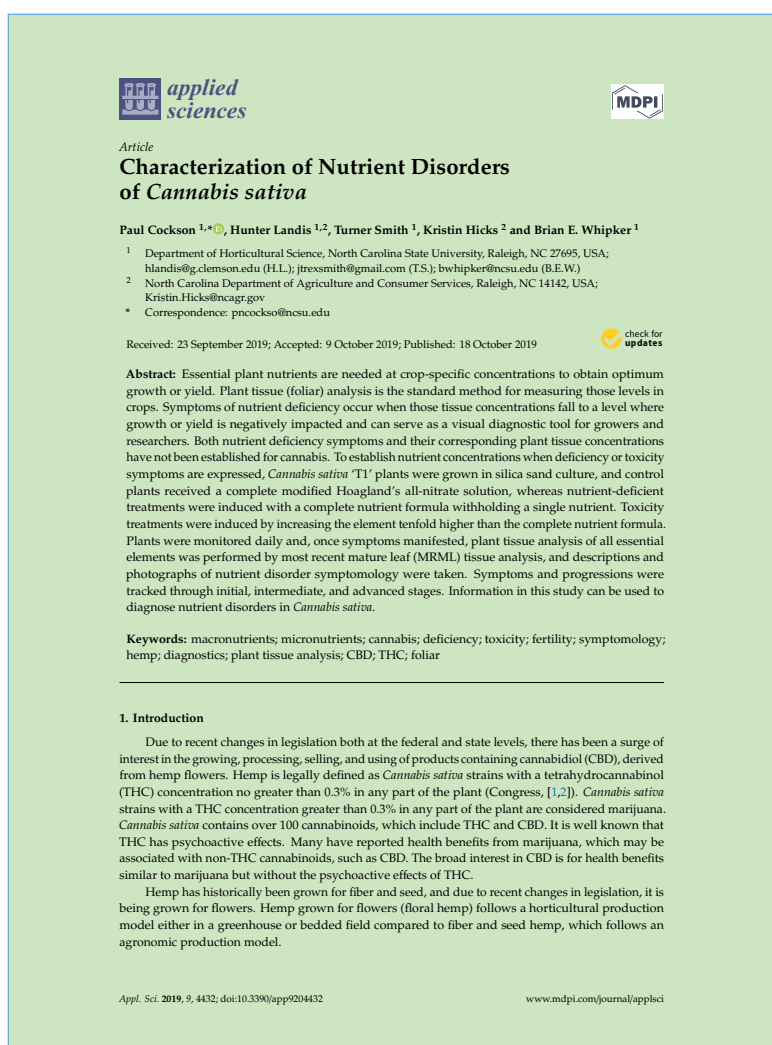 applied
sciences
MDPI
Article
Characterization of Nutrient Disorders
of Cannabis sativa
Paul Cockson 1,* iD, Hunter Landis 1,2, Turner Smith 1, Kristin Hicks 2 and Brian E. Whipker 1
1 Department of Horticultural Science, North Carolina State University, Raleigh, NC 27695, USA;
hlandis@g.clemson.edu (H.L.); jtrexsmith@gmail.com (T.S.); bwhipker@ncsu.edu (B.E.W.)
2 North Carolina Department of Agriculture and Consumer Services, Raleigh, NC 14142, USA;
Kristin.Hicks@ncagr.gov
* Correspondence: pncockso@ncsu.edu
check for
updates
Received: 23 September 2019; Accepted: 9 October 2019; Published: 18 October 2019
Abstract: Essential plant nutrients are needed at crop-specific concentrations to obtain optimum
growth or yield. Plant tissue (foliar) analysis is the standard method for measuring those levels in
crops. Symptoms of nutrient deficiency occur when those tissue concentrations fall to a level where
growth or yield is negatively impacted and can serve as a visual diagnostic tool for growers and
researchers. Both nutrient deficiency symptoms and their corresponding plant tissue concentrations
have not been established for cannabis. To establish nutrient concentrations when deficiency or toxicity
symptoms are expressed, Cannabis sativa ‘T1’ plants were grown in silica sand culture, and control
plants received a complete modified Hoagland’s all-nitrate solution, whereas nutrient-deficient
treatments were induced with a complete nutrient formula withholding a single nutrient. Toxicity
treatments were induced by increasing the element tenfold higher than the complete nutrient formula.
Plants were monitored daily and, once symptoms manifested, plant tissue analysis of all essential
elements was performed by most recent mature leaf (MRML) tissue analysis, and descriptions and
photographs of nutrient disorder symptomology were taken. Symptoms and progressions were
tracked through initial, intermediate, and advanced stages. Information in this study can be used to
diagnose nutrient disorders in Cannabis sativa.
Keywords: macronutrients; micronutrients; cannabis; deficiency; toxicity; fertility; symptomology;
hemp; diagnostics; plant tissue analysis; CBD; THC; foliar
1. Introduction
Due to recent changes in legislation both at the federal and state levels, there has been a surge of
interest in the growing, processing, selling, and using of products containing cannabidiol (CBD), derived
from hemp flowers. Hemp is legally defined as Cannabis sativa strains with a tetrahydrocannabinol
(THC) concentration no greater than 0.3% in any part of the plant (Congress, [1,2]). Cannabis sativa
strains with a THC concentration greater than 0.3% in any part of the plant are considered marijuana.
Cannabis sativa contains over 100 cannabinoids, which include THC and CBD. It is well known that
THC has psychoactive effects. Many have reported health benefits from marijuana, which may be
associated with non-THC cannabinoids, such as CBD. The broad interest in CBD is for health benefits
similar to marijuana but without the psychoactive effects of THC.
Hemp has historically been grown for fiber and seed, and due to recent changes in legislation, it is
being grown for flowers. Hemp grown for flowers (floral hemp) follows a horticultural production
model either in a greenhouse or bedded field compared to fiber and seed hemp, which follows an
agronomic production model.
Appl. Sci. 2019, 9, 4432; doi:10.3390/app9204432
www.mdpi.com/journal/applsci